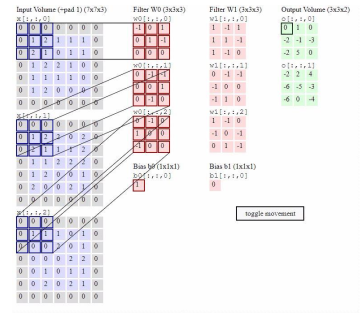 Input Volume (+pad 1) (7x7x3)
x[:,:,0]
0 0 0 0 0 0 0
0 1 2 1 1 1 0
0 2 1 0 1 1 0
0 1 2 2 1 0 0
0 1 1 0 2 2 0
0 1 2 0 1 1 0
0 0 0 0 0 0 0
x[:,:,1]
0 0 0 0 0 0 0
0 1 2 2 0 2 0
0 2 1 1 1 2 0
0 1 1 2 2 2 0
0 1 1 0 1 2 0
0 2 0 0 2 1 0
0 0 0 0 0 0 0
x[:,:,2]
0 0 0 0 0 0 0
0 1 1 1 0 1 0
0 0 0 2 0 1 0
0 0 0 0 2 2 0
0 0 1 0 1 0 0
0 0 2 0 2 1 0
0 0 0 0 0 0 0
Filter W0 (3x3x3)
w0[:,:,0]
-1 0 1
0 1 -1
1 0 0
w0[:,:,1]
0 -1 -1
0 0 1
0 -1 0
w0[:,:,2]
0 -1 0
1 0 0
-1 0 0
Bias b0 (1x1x1)
b0[:,:,0]
1
Filter W1 (3x3x3)
w1[:,:,0]
1 -1 1
1 1 -1
0 1 1
w1[:,:,1]
0 -1 -1
-1 0 0
1 0 1
w1[:,:,2]
1 -1 0
-1 0 -1
1 -1 -1
Bias b1 (1x1x1)
b1[:,:,0]
0
Output Volume (3x3x2)
o[:,:,0]
0 1 0
-2 -1 -3
-2 5 0
o[:,:,1]
-2 2 4
-6 -5 -3
-6 0 -4
toggle movement